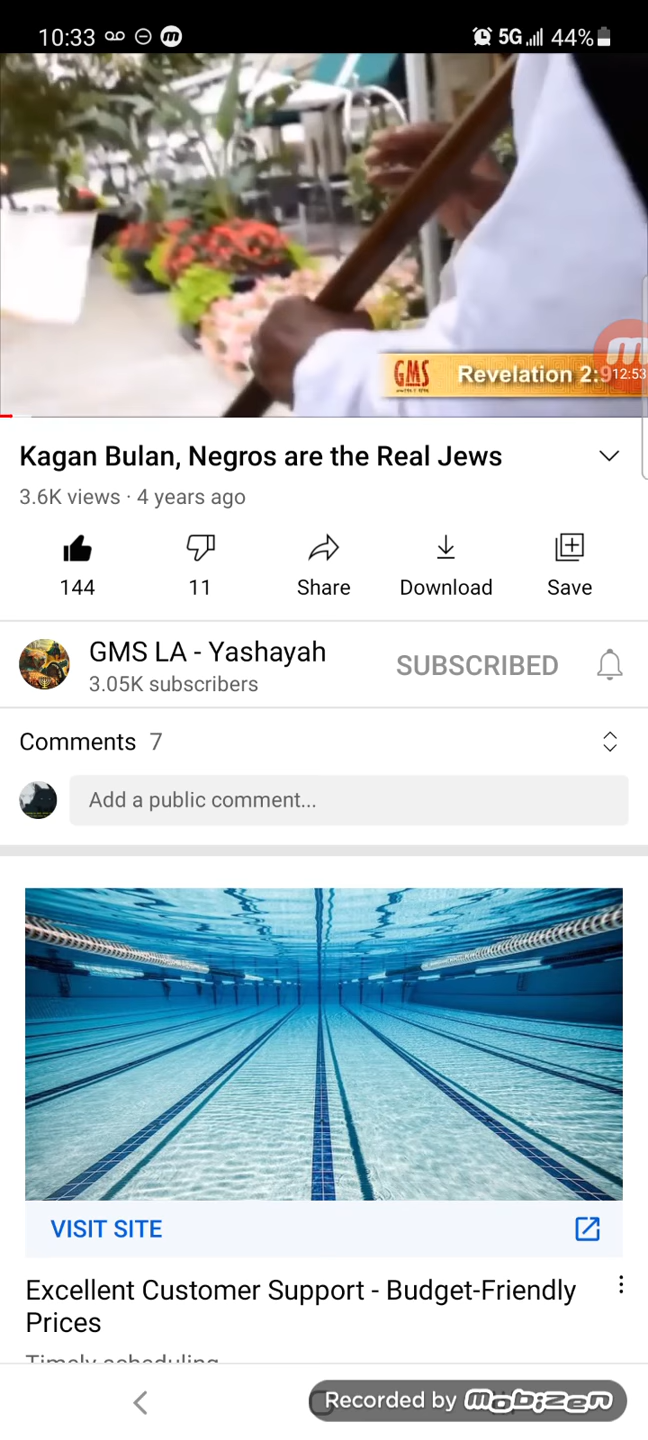 10:33
5G 44%
GMS
Revelation 2:9
12:53
Kagan Bulan, Negros are the Real Jews
3.6K views · 4 years ago
144
11
Share
Download
Save
GMS LA - Yashayah
3.05K subscribers
SUBSCRIBED
Comments 7
Add a public comment...
VISIT SITE
Excellent Customer Support - Budget-Friendly
Prices
Timely scheduling
Recorded by mobizen